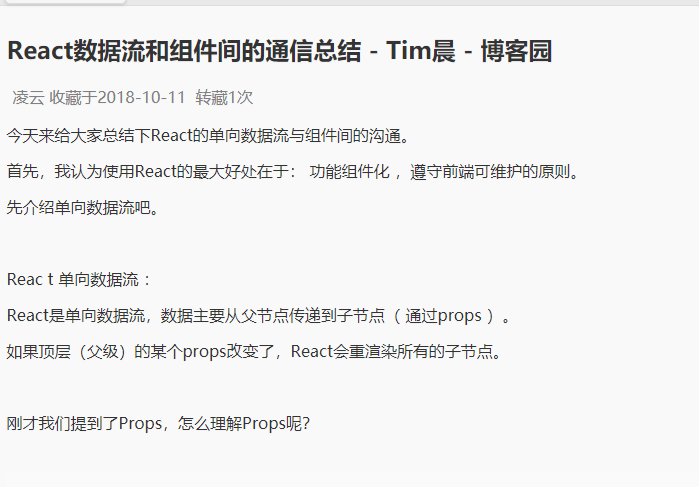 React数据流和组件间的通信总结 - Tim晨 - 博客园
凌云 收藏于2018-10-11 转藏1次
今天来给大家总结下React的单向数据流与组件间的沟通。
首先，我认为使用React的最大好处在于： 功能组件化 ，遵守前端可维护的原则。
先介绍单向数据流吧。
Reac t 单向数据流 ：
React是单向数据流，数据主要从父节点传递到子节点（ 通过props ）。
如果顶层（父级）的某个props改变了，React会重渲染所有的子节点。
刚才我们提到了Props，怎么理解Props呢？